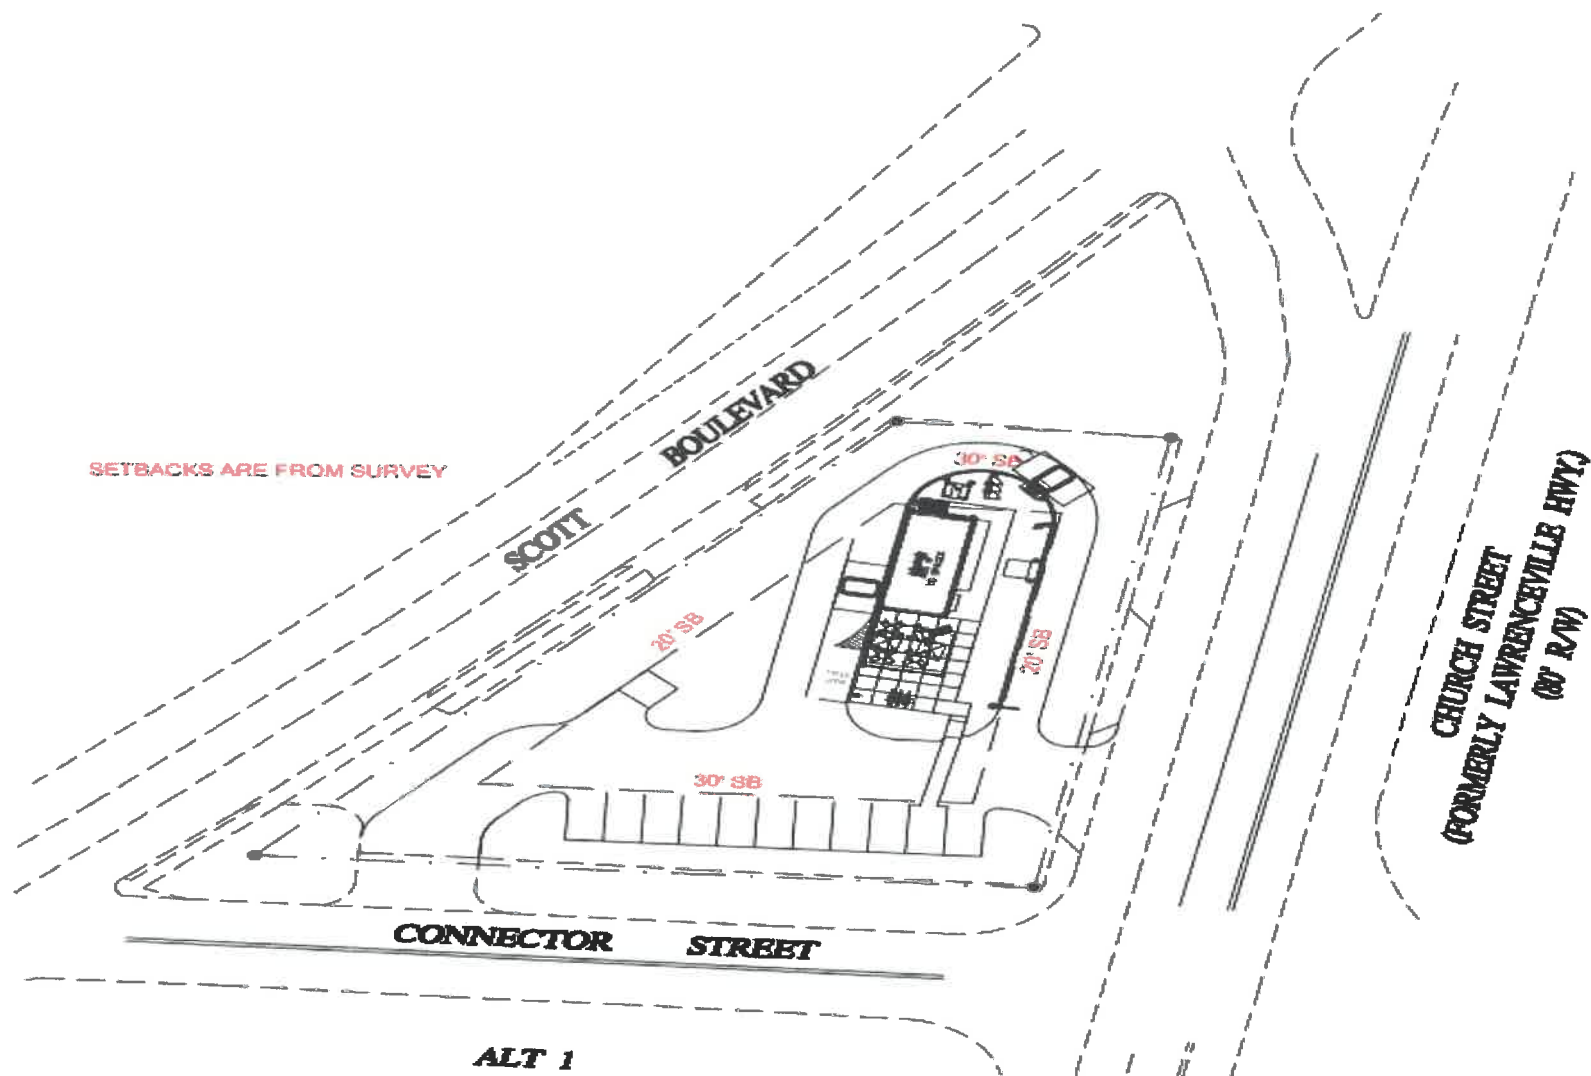 SCOTT BOULEVARD
SETBACKS ARE FROM SURVEY
30' SB
20' SB
20' SB
30' SB
CHURCH STREET
(FORMERLY LAWRENCEVILLE HWY.)
(80' R/W)
CONNECTOR STREET
ALT 1